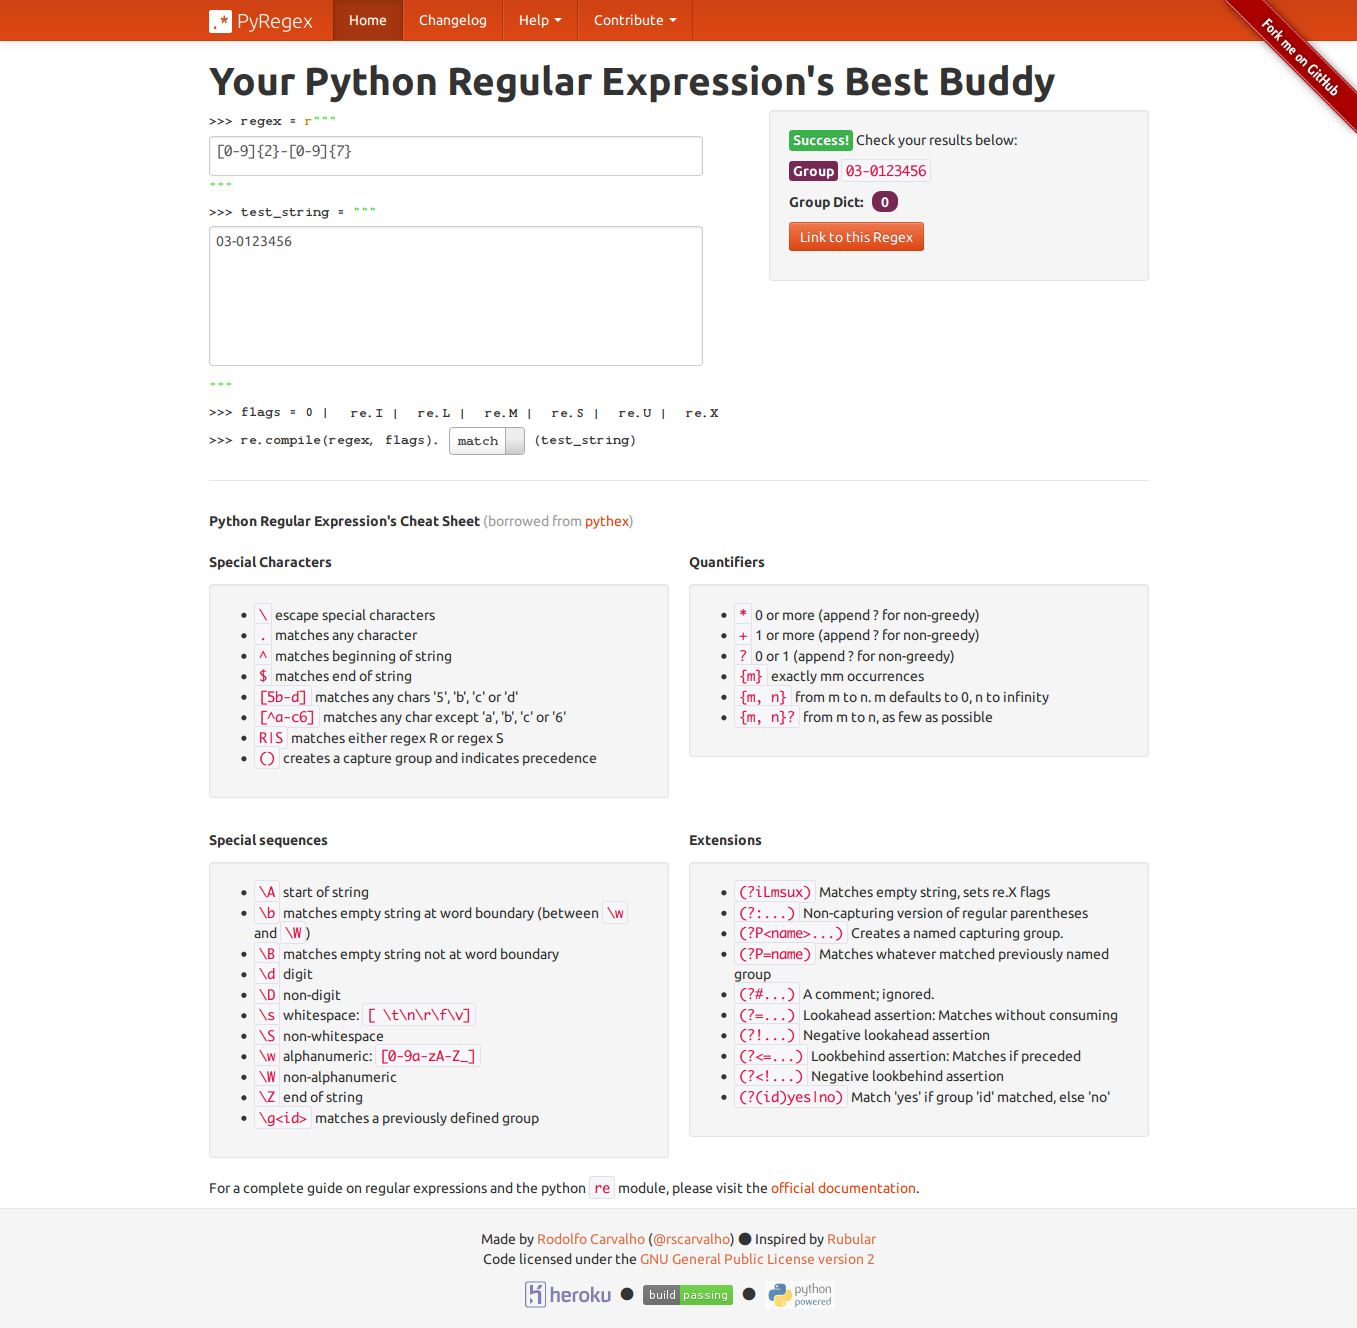 .* PyRegex Home Changelog Help Contribute
Fork me on GitHub
Your Python Regular Expression's Best Buddy
>>> regex = r"""
[0-9]{2}-[0-9]{7}
"""
>>> test_string = """
03-0123456
"""
>>> flags = 0 | re.I | re.L | re.M | re.S | re.U | re.X
>>> re.compile(regex, flags). match (test_string)
Success! Check your results below:
Group 03-0123456
Group Dict: 0
Link to this Regex
Python Regular Expression's Cheat Sheet (borrowed from pythex)
Special Characters
\ escape special characters
. matches any character
^ matches beginning of string
$ matches end of string
[5b-d] matches any chars '5', 'b', 'c' or 'd'
[^a-c6] matches any char except 'a', 'b', 'c' or '6'
R|S matches either regex R or regex S
() creates a capture group and indicates precedence
Quantifiers
* 0 or more (append ? for non-greedy)
+ 1 or more (append ? for non-greedy)
? 0 or 1 (append ? for non-greedy)
{m} exactly mm occurrences
{m, n} from m to n. m defaults to 0, n to infinity
{m, n}? from m to n, as few as possible
Special sequences
\A start of string
\b matches empty string at word boundary (between \w
and \W)
\B matches empty string not at word boundary
\d digit
\D non-digit
\s whitespace: [ \t\n\r\f\v]
\S non-whitespace
\w alphanumeric: [0-9a-zA-Z_]
\W non-alphanumeric
\Z end of string
\g<id> matches a previously defined group
Extensions
(?iLmsux) Matches empty string, sets re.X flags
(?:...) Non-capturing version of regular parentheses
(?P<name>...) Creates a named capturing group.
(?P=name) Matches whatever matched previously named
group
(?#...) A comment; ignored.
(?=...) Lookahead assertion: Matches without consuming
(?!...) Negative lookahead assertion
(?<=...) Lookbehind assertion: Matches if preceded
(?<!...) Negative lookbehind assertion
(?(id)yes|no) Match 'yes' if group 'id' matched, else 'no'
For a complete guide on regular expressions and the python re module, please visit the official documentation.
Made by Rodolfo Carvalho (@rscarvalho) ● Inspired by Rubular
Code licensed under the GNU General Public License version 2
heroku ● build passing ● python powered